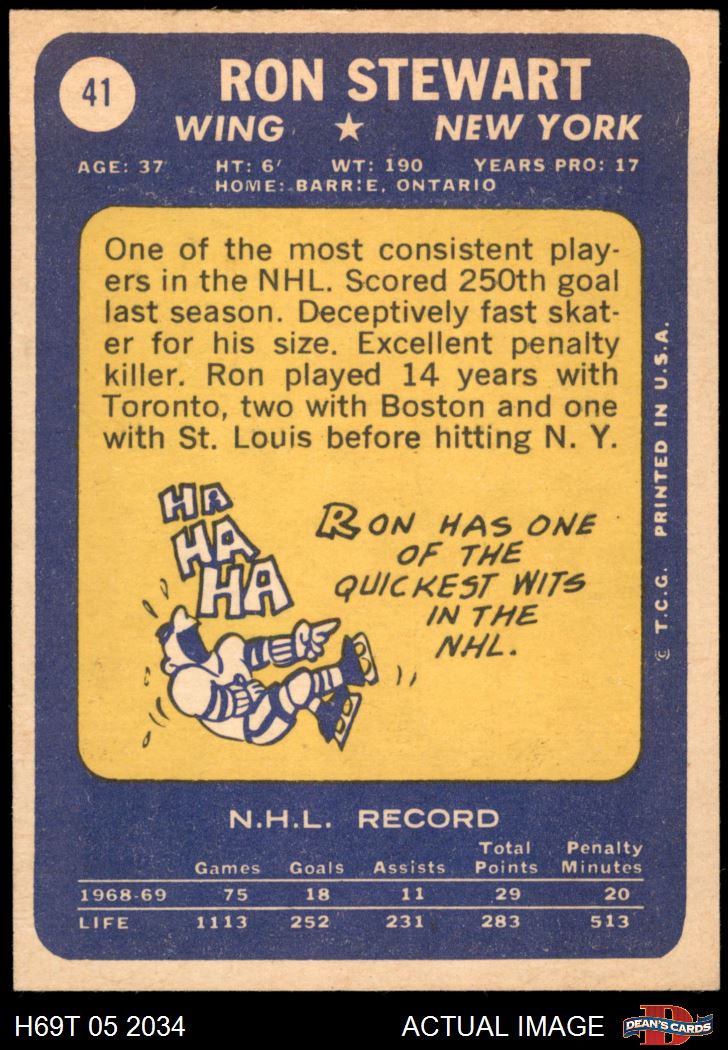 41
RON STEWART
WING ★ NEW YORK
AGE: 37 HT: 6' WT: 190 YEARS PRO: 17
HOME: BARRIE, ONTARIO
One of the most consistent play-
ers in the NHL. Scored 250th goal
last season. Deceptively fast skat-
er for his size. Excellent penalty
killer. Ron played 14 years with
Toronto, two with Boston and one
with St. Louis before hitting N. Y.
HA
HA
HA
RON HAS ONE
OF THE
QUICKEST WITS
IN THE
NHL.
© T.C.G. PRINTED IN U.S.A.
N.H.L. RECORD
Games Goals Assists Total Points Penalty Minutes
1968-69 75 18 11 29 20
LIFE 1113 252 231 283 513
H69T 05 2034 ACTUAL IMAGE
D
DEAN'S CARDS